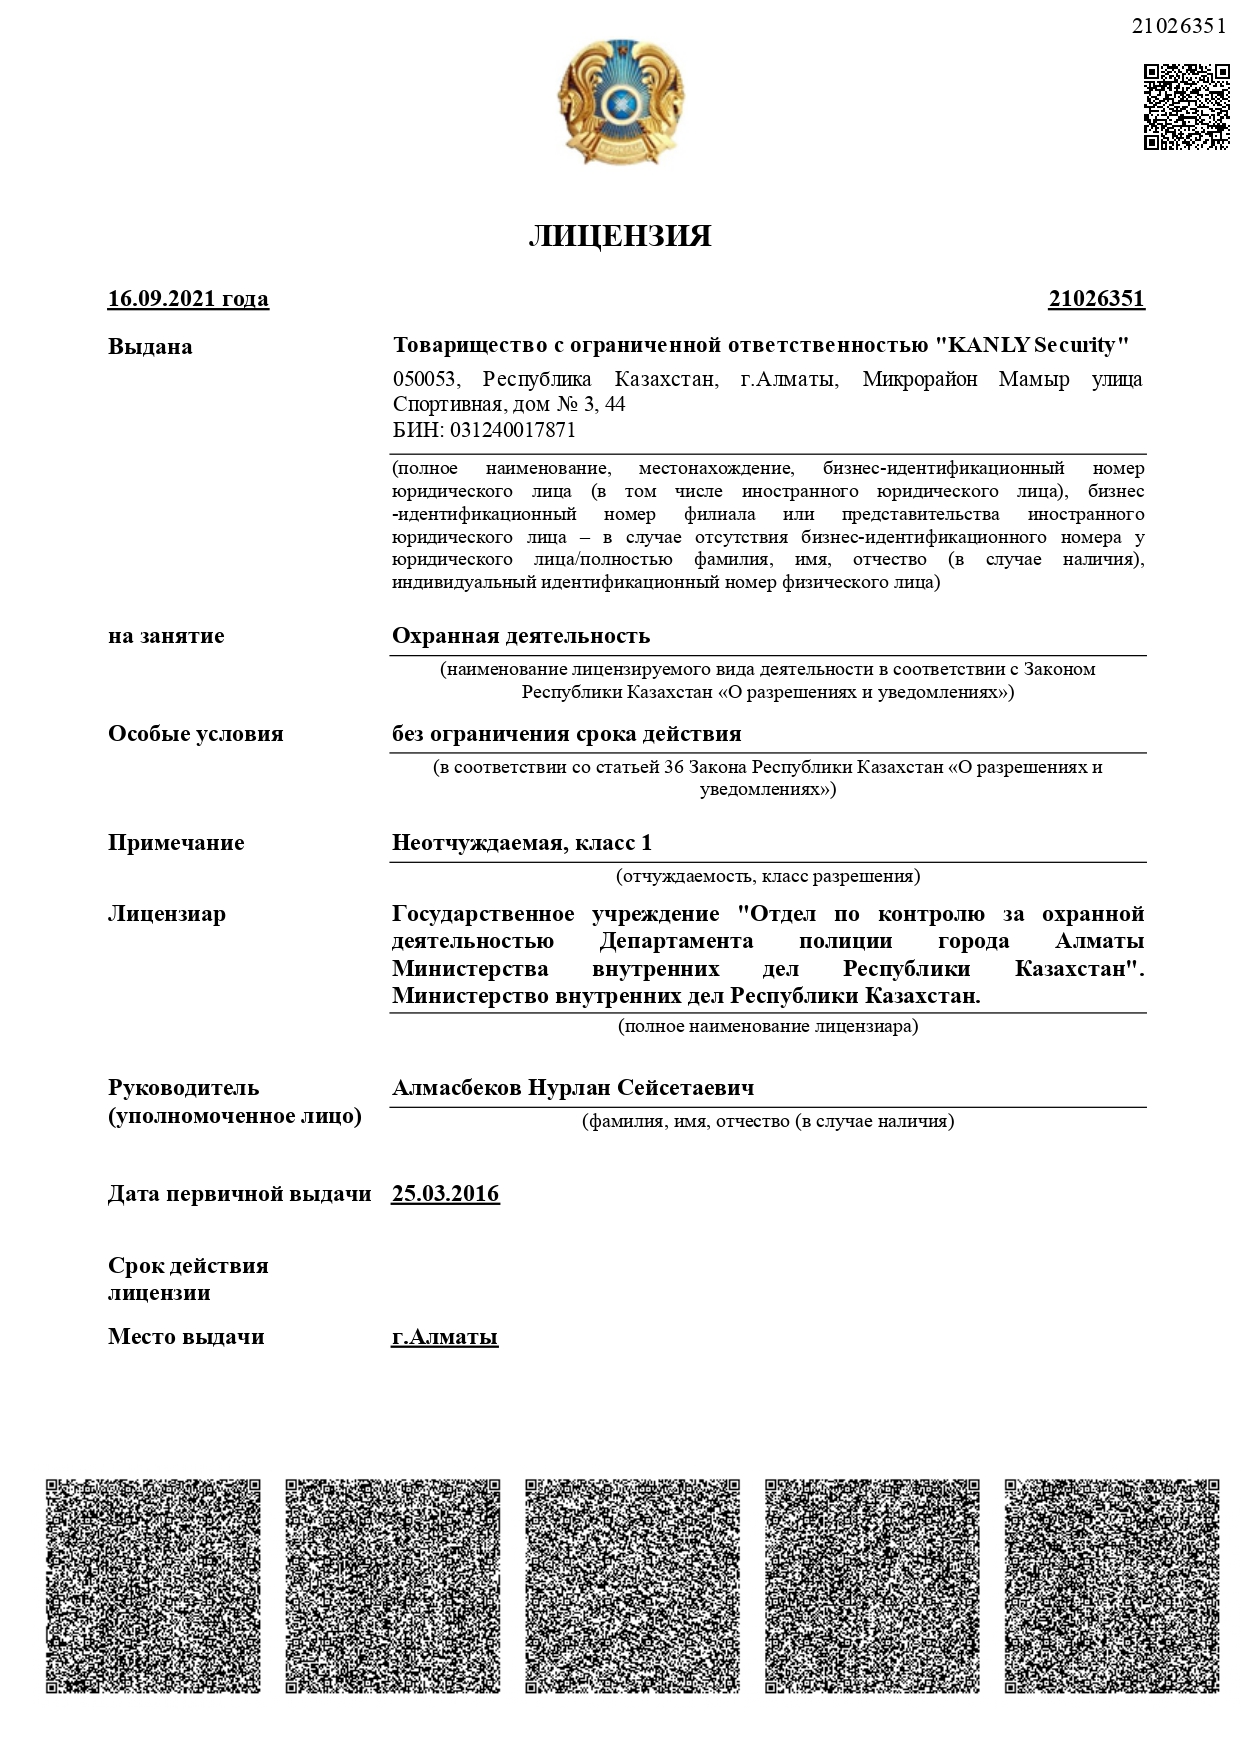 21026351
ЛИЦЕНЗИЯ
16.09.2021 года
21026351
Выдана
Товарищество с ограниченной ответственностью "KANLY Security"
050053, Республика Казахстан, г.Алматы, Микрорайон Мамыр улица
Спортивная, дом № 3, 44
БИН: 031240017871
(полное наименование, местонахождение, бизнес-идентификационный номер
юридического лица (в том числе иностранного юридического лица), бизнес
-идентификационный номер филиала или представительства иностранного
юридического лица – в случае отсутствия бизнес-идентификационного номера у
юридического лица/полностью фамилия, имя, отчество (в случае наличия),
индивидуальный идентификационный номер физического лица)
на занятие
Охранная деятельность
(наименование лицензируемого вида деятельности в соответствии с Законом
Республики Казахстан «О разрешениях и уведомлениях»)
Особые условия
без ограничения срока действия
(в соответствии со статьей 36 Закона Республики Казахстан «О разрешениях и
уведомлениях»)
Примечание
Неотчуждаемая, класс 1
(отчуждаемость, класс разрешения)
Лицензиар
Государственное учреждение "Отдел по контролю за охранной
деятельностью Департамента полиции города Алматы
Министерства внутренних дел Республики Казахстан".
Министерство внутренних дел Республики Казахстан.
(полное наименование лицензиара)
Руководитель
(уполномоченное лицо)
Алмасбеков Нурлан Сейсетаевич
(фамилия, имя, отчество (в случае наличия)
Дата первичной выдачи
25.03.2016
Срок действия
лицензии
Место выдачи
г.Алматы